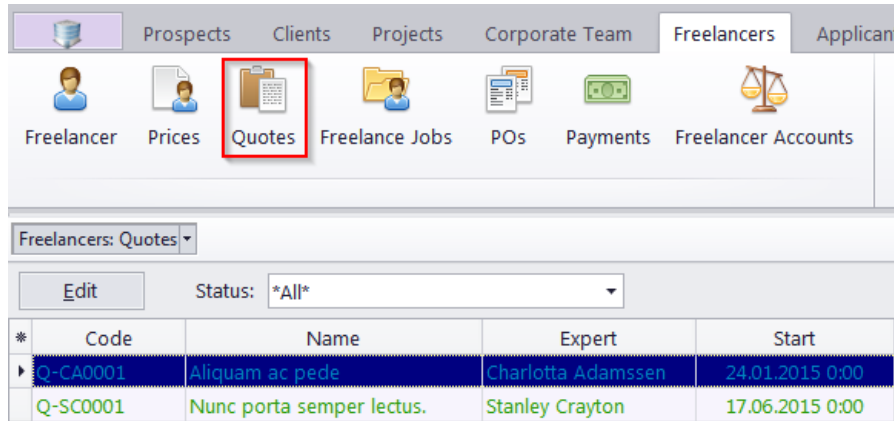 Prospects Clients Projects Corporate Team Freelancers Applican
Freelancer Prices Quotes Freelance Jobs POs Payments Freelancer Accounts
Freelancers: Quotes
Edit Status: *All*
* Code Name Expert Start
Q-CA0001 Aliquam ac pede Charlotta Adamssen 24.01.2015 0:00
Q-SC0001 Nunc porta semper lectus. Stanley Crayton 17.06.2015 0:00